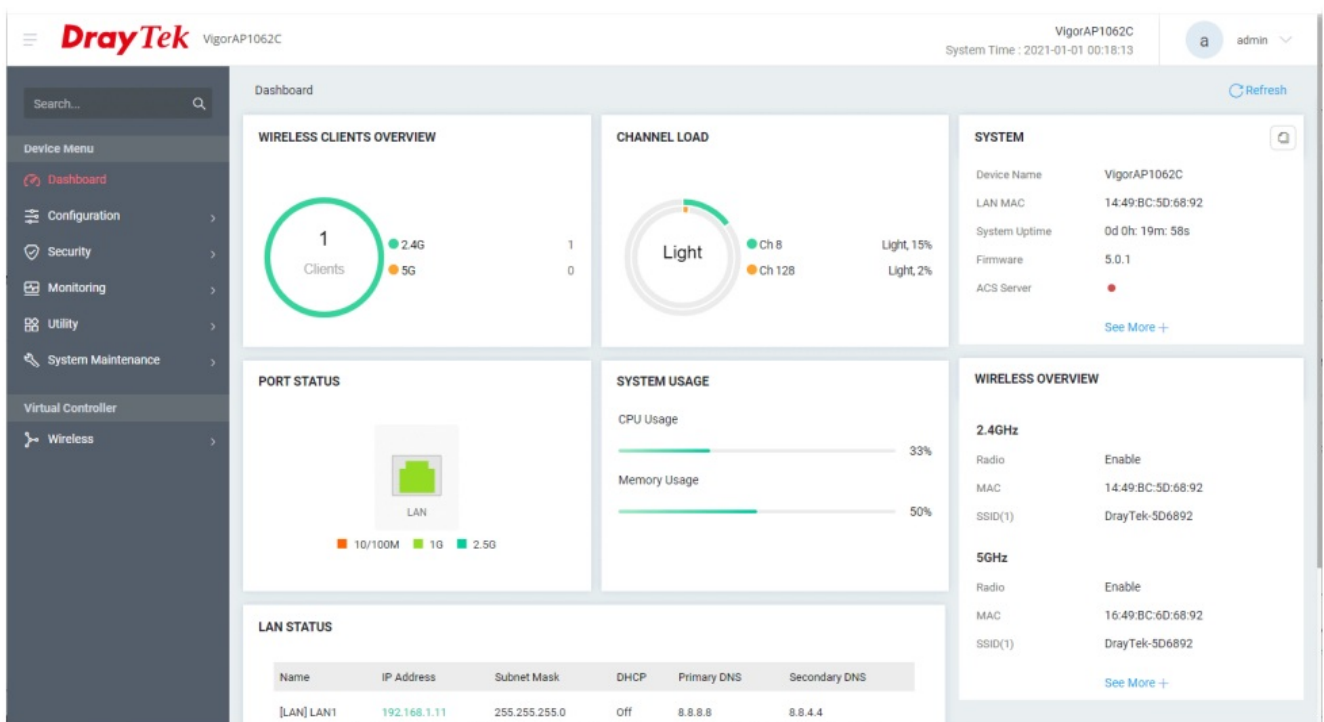 DrayTek VigorAP1062C
VigorAP1062C
System Time : 2021-01-01 00:18:13
a admin
Search...
Device Menu
Dashboard
Configuration
Security
Monitoring
Utility
System Maintenance
Virtual Controller
Wireless
Dashboard
Refresh
WIRELESS CLIENTS OVERVIEW
1
Clients
2.4G 1
5G 0
CHANNEL LOAD
Light
Ch 8 Light, 15%
Ch 128 Light, 2%
SYSTEM
Device Name VigorAP1062C
LAN MAC 14:49:BC:5D:68:92
System Uptime 0d 0h: 19m: 58s
Firmware 5.0.1
ACS Server
See More +
PORT STATUS
LAN
10/100M 1G 2.5G
SYSTEM USAGE
CPU Usage
33%
Memory Usage
50%
WIRELESS OVERVIEW
2.4GHz
Radio Enable
MAC 14:49:BC:5D:68:92
SSID(1) DrayTek-5D6892
5GHz
Radio Enable
MAC 16:49:BC:6D:68:92
SSID(1) DrayTek-5D6892
See More +
LAN STATUS
Name IP Address Subnet Mask DHCP Primary DNS Secondary DNS
[LAN] LAN1 192.168.1.11 255.255.255.0 Off 8.8.8.8 8.8.4.4